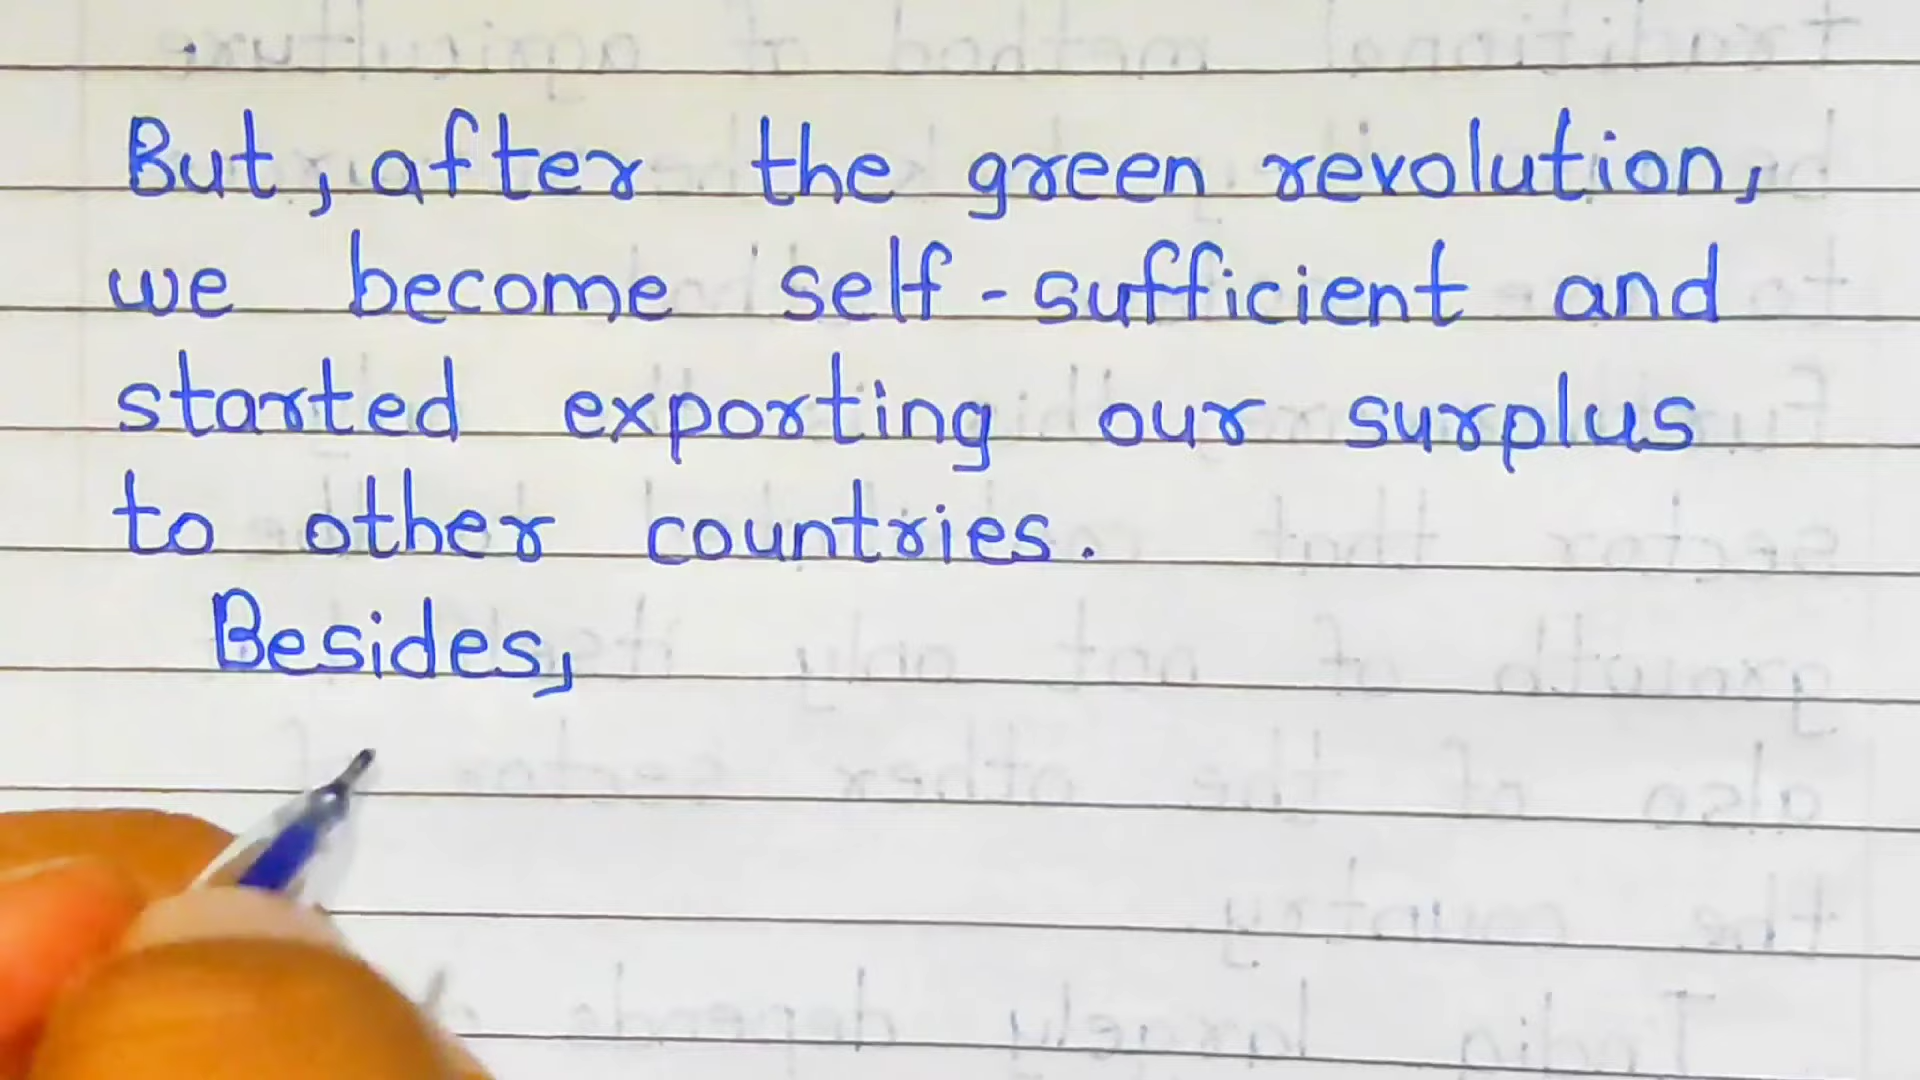 But, after the green revolution,
we become self-sufficient and
started exporting our surplus
to other countries.
Besides,